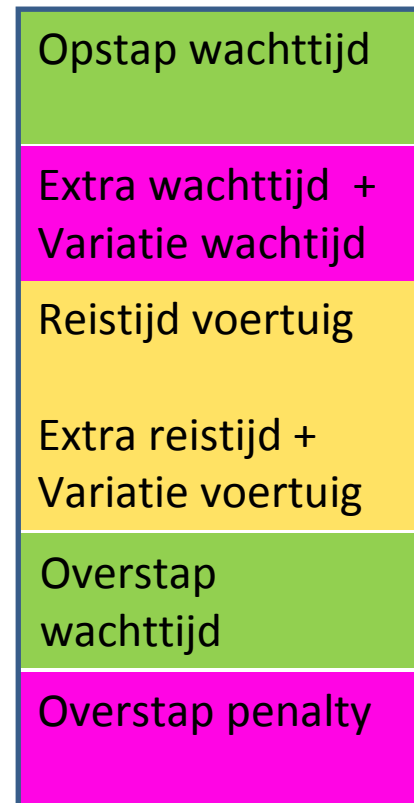 Opstap wachttijd
Extra wachttijd +
Variatie wachtijd
Reistijd voertuig
Extra reistijd +
Variatie voertuig
Overstap
wachttijd
Overstap penalty